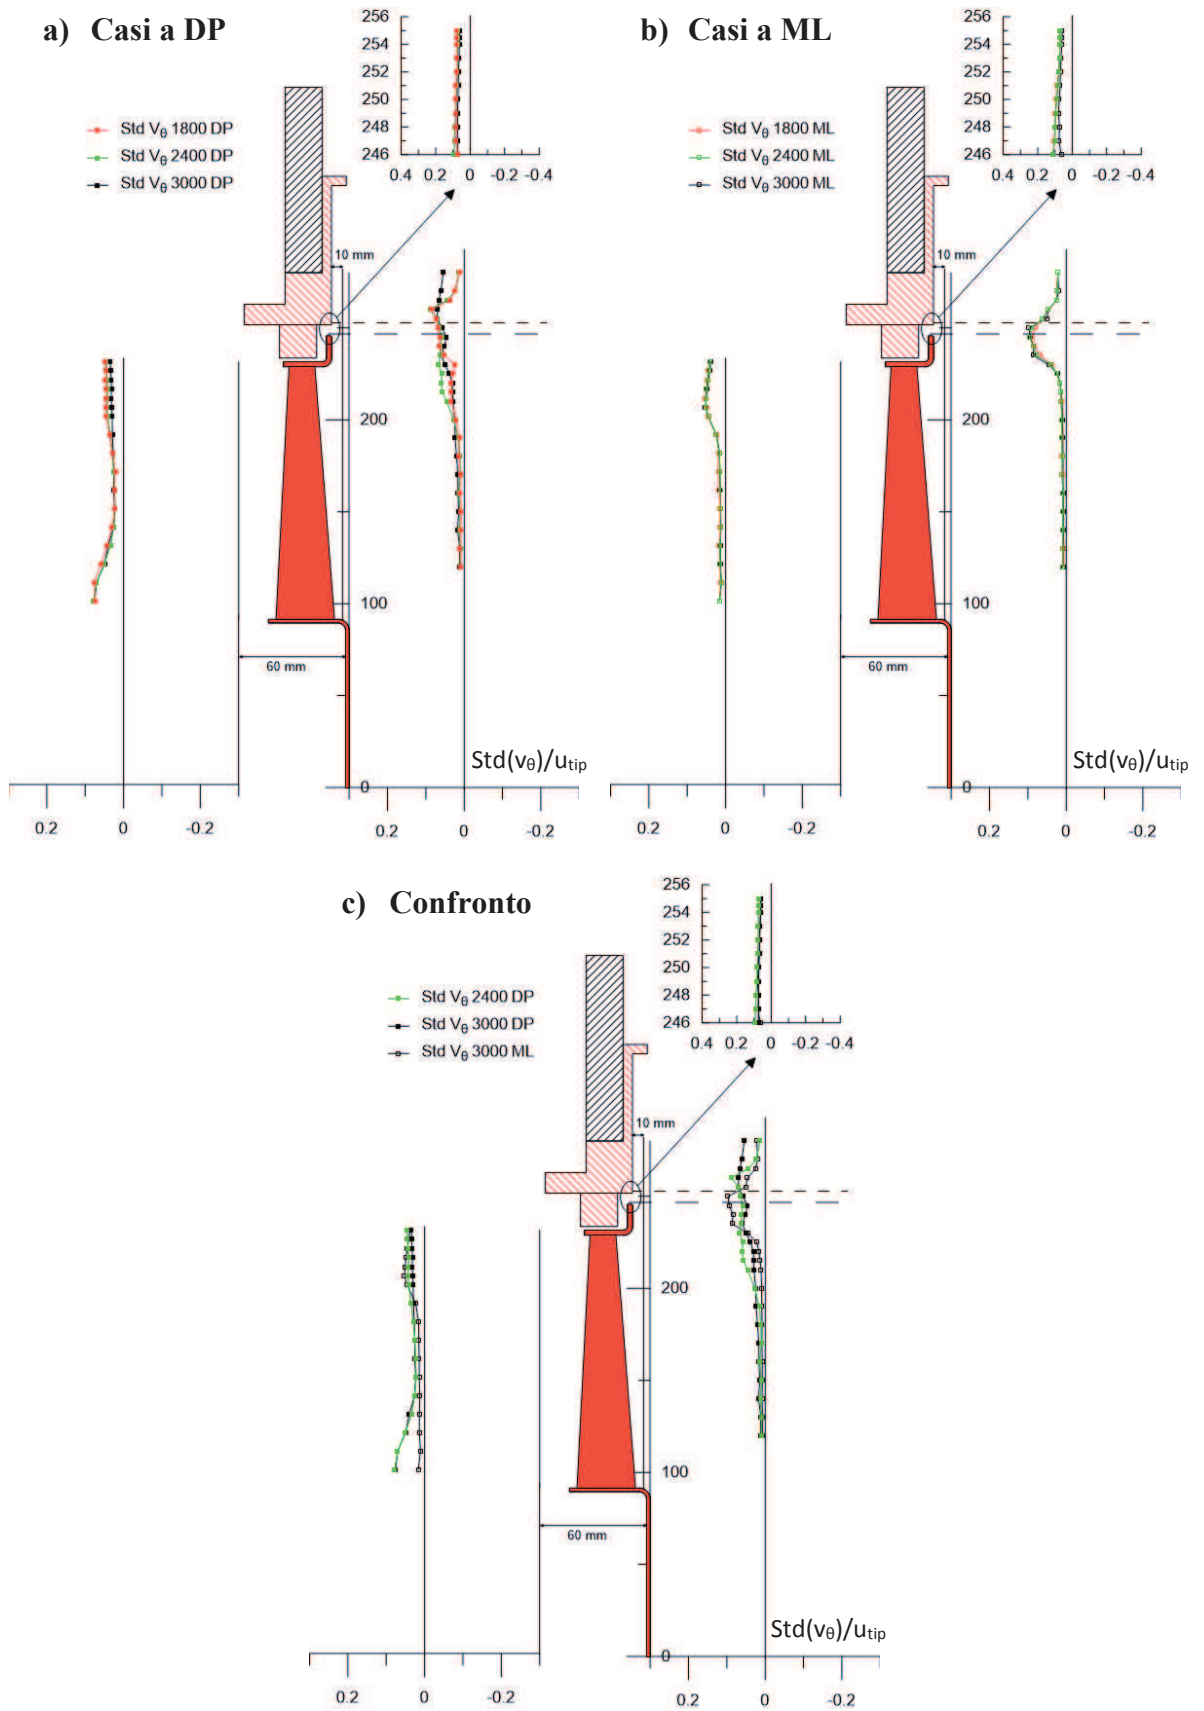 a) Casi a DP
256
254
252
250
248
246
0.4 0.2 0 -0.2 -0.4
Std Vθ 1800 DP
Std Vθ 2400 DP
Std Vθ 3000 DP
10 mm
200
100
60 mm
0
Std(vθ)/utip
0.2 0 -0.2
0.2 0 -0.2
b) Casi a ML
256
254
252
250
248
246
0.4 0.2 0 -0.2 -0.4
Std Vθ 1800 ML
Std Vθ 2400 ML
Std Vθ 3000 ML
10 mm
200
100
60 mm
0
Std(vθ)/utip
0.2 0 -0.2
0.2 0 -0.2
c) Confronto
256
254
252
250
248
246
0.4 0.2 0 -0.2 -0.4
Std Vθ 2400 DP
Std Vθ 3000 DP
Std Vθ 3000 ML
10 mm
200
100
60 mm
0
Std(vθ)/utip
0.2 0 -0.2
0.2 0 -0.2